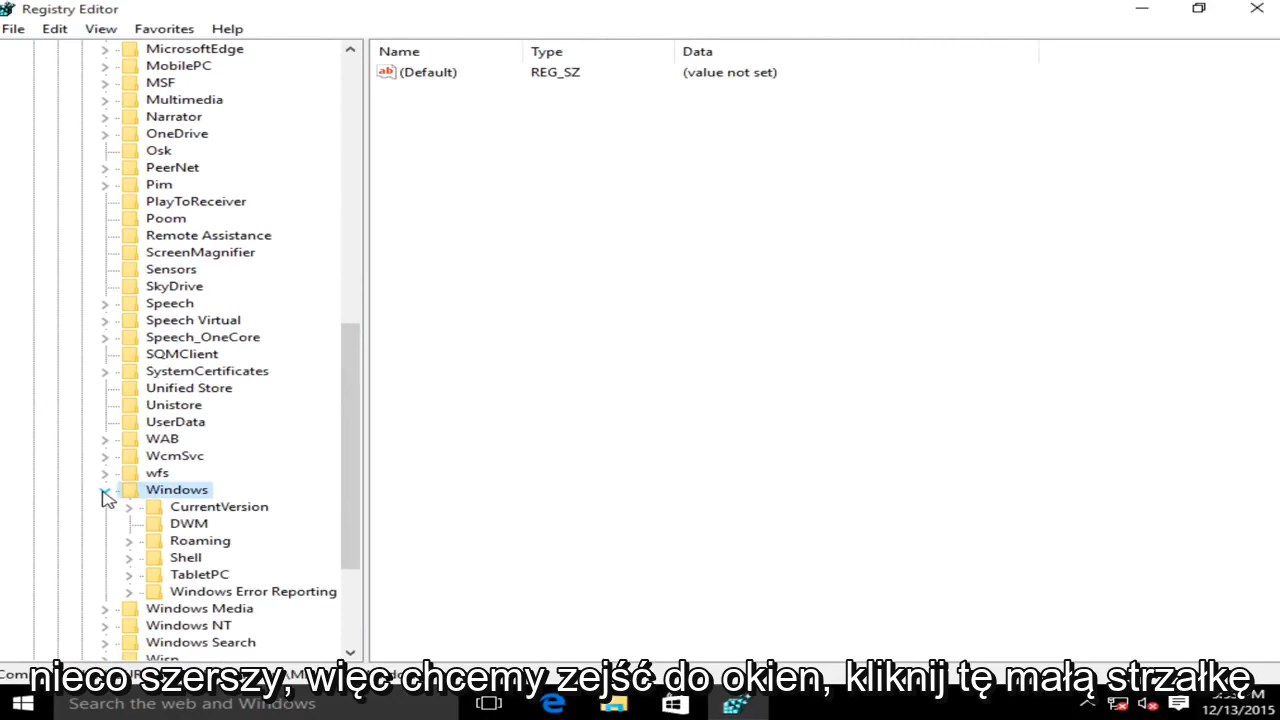 Registry Editor
File Edit View Favorites Help
MicrosoftEdge
MobilePC
MSF
Multimedia
Narrator
OneDrive
Osk
PeerNet
Pim
PlayToReceiver
Poom
Remote Assistance
ScreenMagnifier
Sensors
SkyDrive
Speech
Speech Virtual
Speech_OneCore
SQMClient
SystemCertificates
Unified Store
Unistore
UserData
WAB
WcmSvc
wfs
Windows
CurrentVersion
DWM
Roaming
Shell
TabletPC
Windows Error Reporting
Windows Media
Windows NT
Windows Search
Wisp
Name Type Data
ab (Default) REG_SZ (value not set)
nieco szerszy, więc chcemy zejść do okien, kliknij tę małą strzałkę
Search the web and Windows
12/13/2015